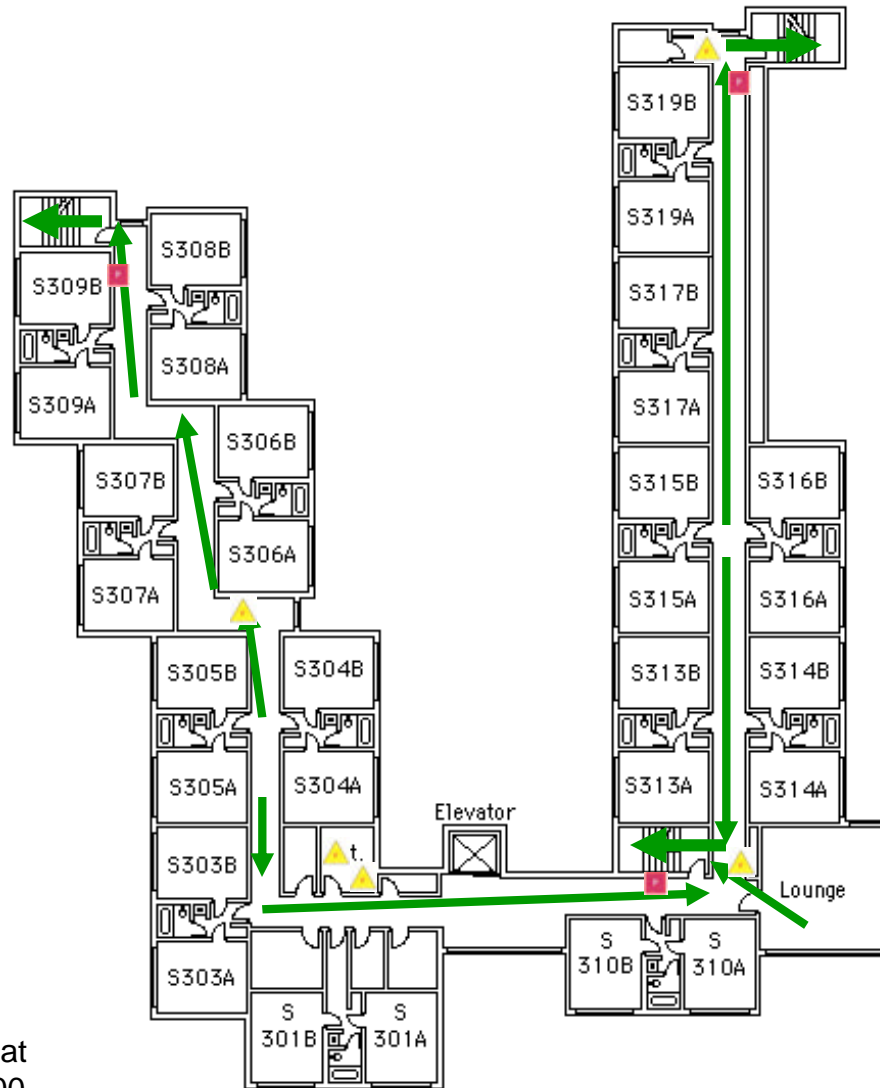 S319B
S319A
S308B
S309B
S317B
S308A
S309A
S317A
S306B
S307B
S315B
S316B
S306A
S307A
S315A
S316A
S305B
S304B
S313B
S314B
S305A
S304A
S313A
S314A
Elevator
t.
S303B
Lounge
S
310B
S
310A
S303A
S
301B
S
301A
at